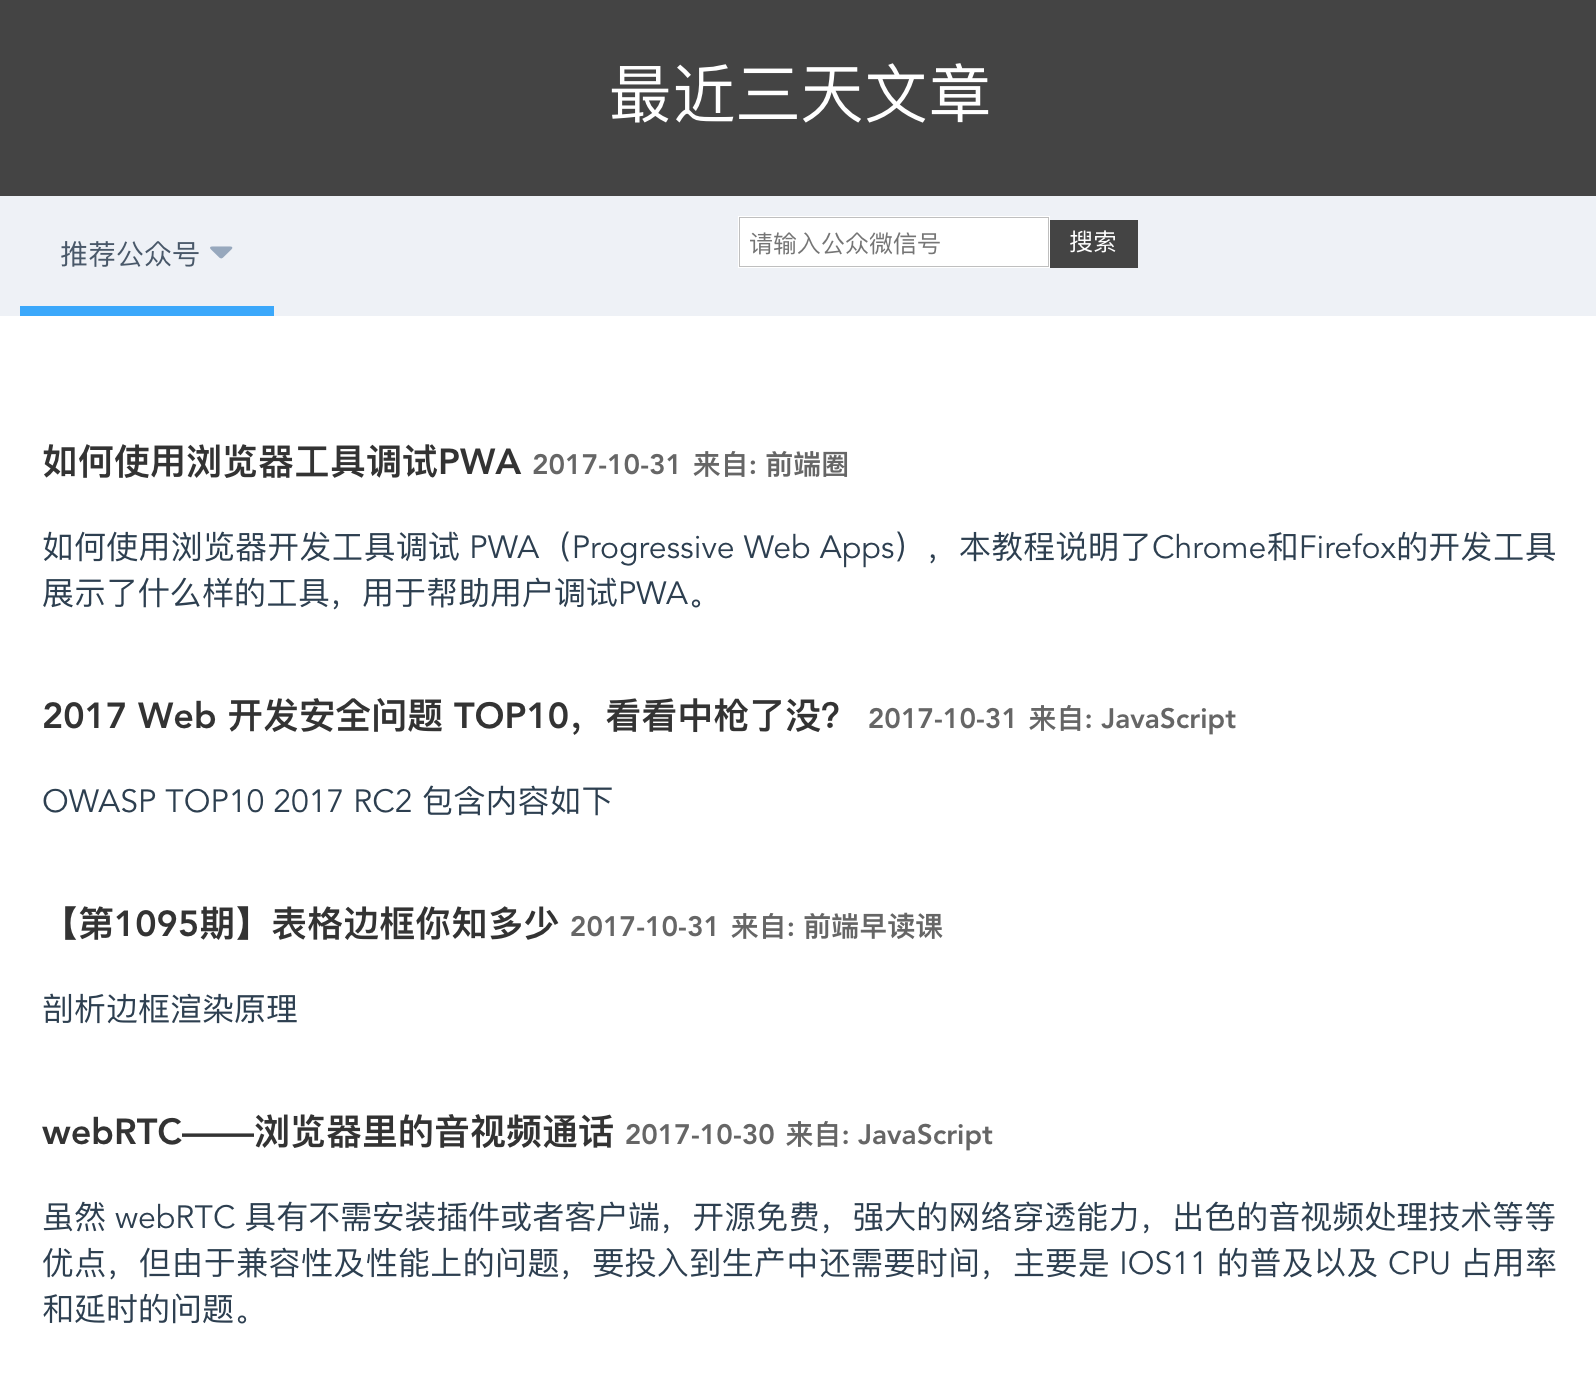 最近三天文章
推荐公众号
请输入公众微信号 搜索
如何使用浏览器工具调试PWA 2017-10-31 来自: 前端圈
如何使用浏览器开发工具调试 PWA（Progressive Web Apps），本教程说明了Chrome和Firefox的开发工具
展示了什么样的工具，用于帮助用户调试PWA。
2017 Web 开发安全问题 TOP10，看看中枪了没？ 2017-10-31 来自: JavaScript
OWASP TOP10 2017 RC2 包含内容如下
【第1095期】表格边框你知多少 2017-10-31 来自: 前端早读课
剖析边框渲染原理
webRTC——浏览器里的音视频通话 2017-10-30 来自: JavaScript
虽然 webRTC 具有不需安装插件或者客户端，开源免费，强大的网络穿透能力，出色的音视频处理技术等等
优点，但由于兼容性及性能上的问题，要投入到生产中还需要时间，主要是 IOS11 的普及以及 CPU 占用率
和延时的问题。